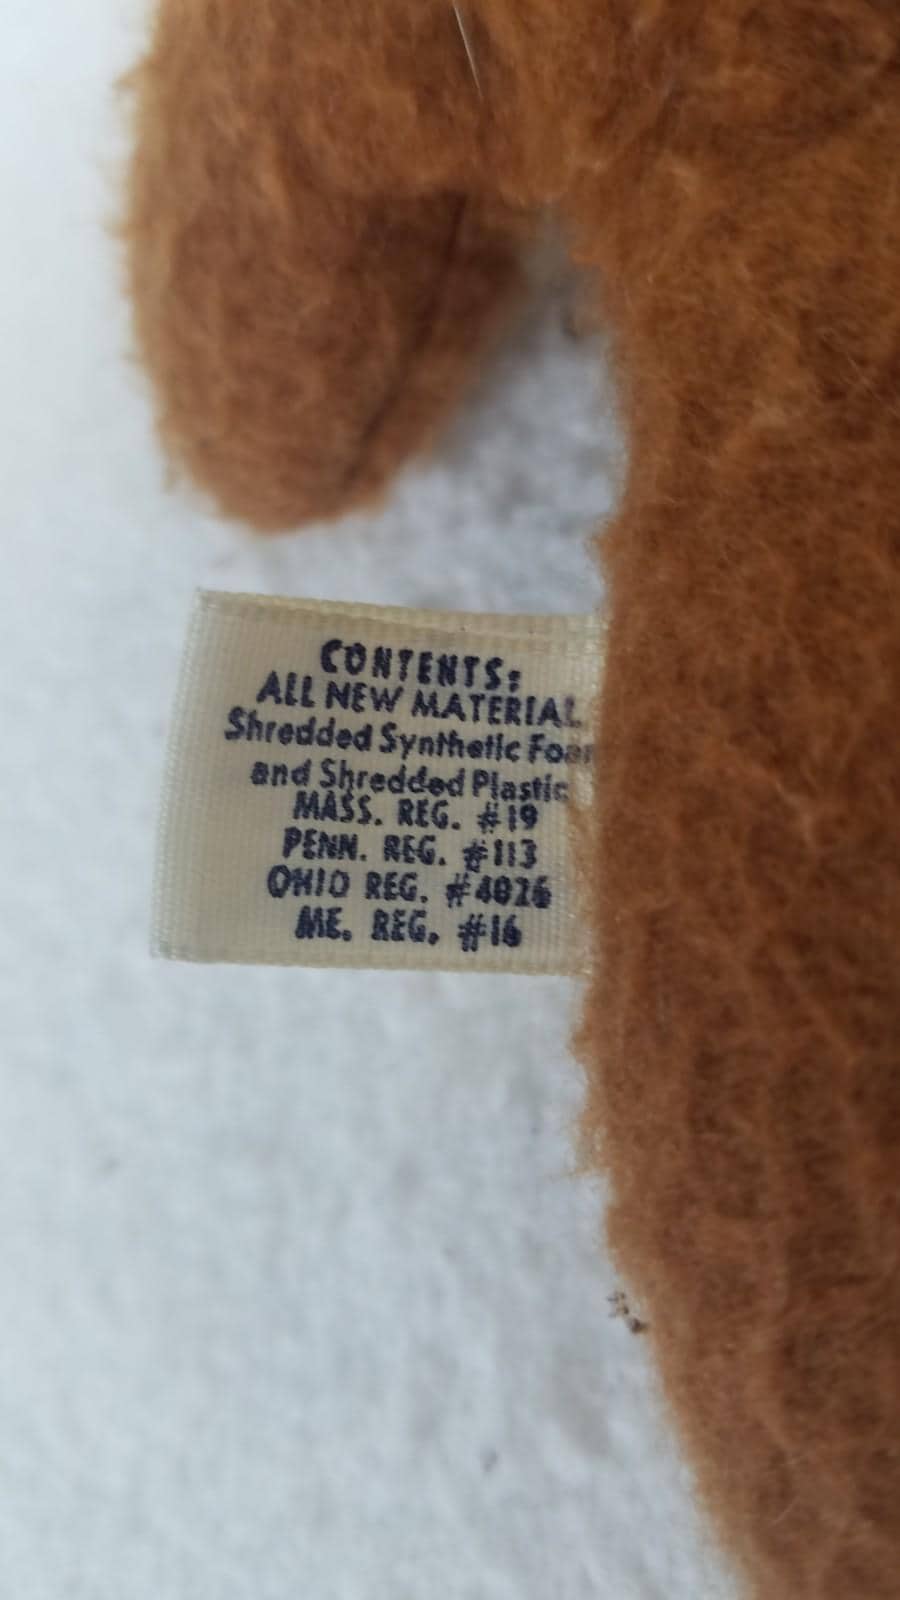 CONTENTS:
ALL NEW MATERIAL
Shredded Synthetic Foam
and Shredded Plastic
MASS. REG. #19
PENN. REG. #113
OHIO REG. #4026
ME. REG. #16